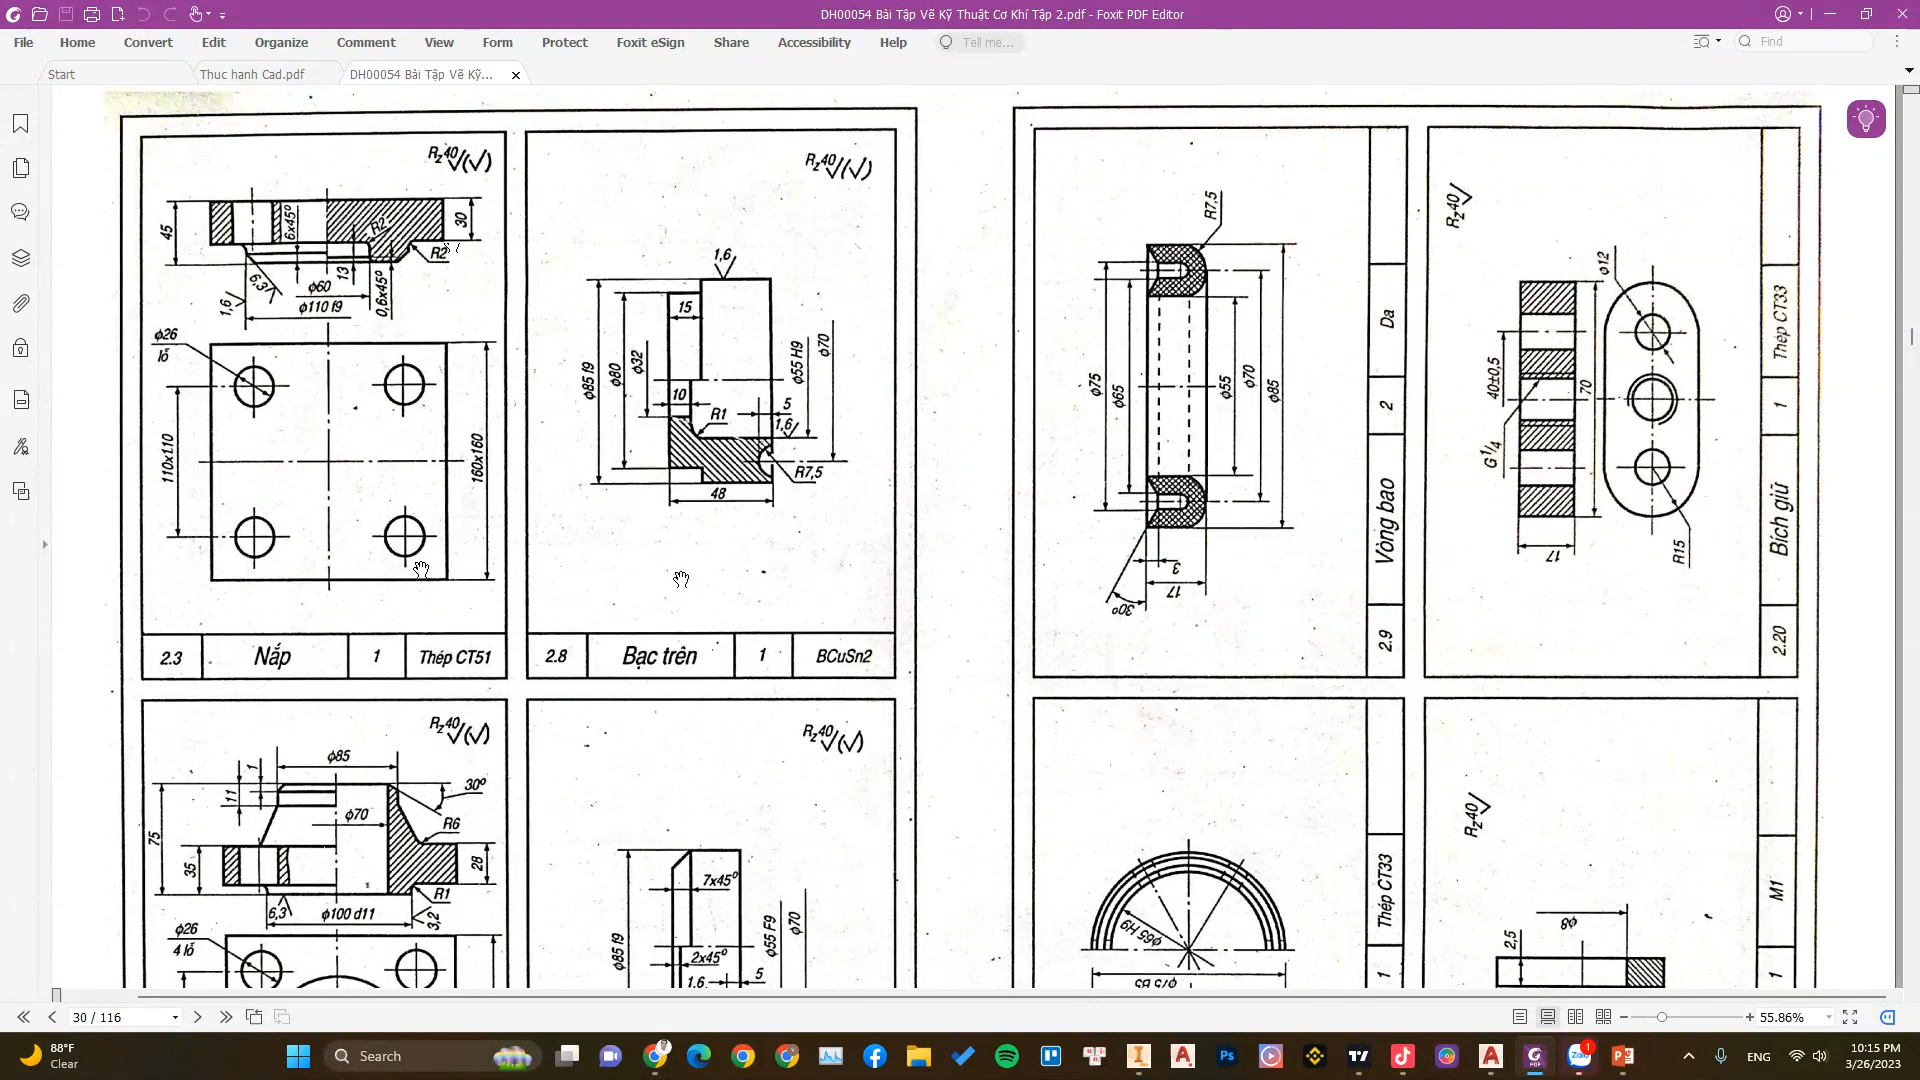 DH00054 Bài Tập Vẽ Kỹ Thuật Cơ Khí Tập 2.pdf - Foxit PDF Editor
File Home Convert Edit Organize Comment View Form Protect Foxit eSign Share Accessibility Help Tell me... Find
Start Thuc hanh Cad.pdf DH00054 Bài Tập Vẽ Kỹ...
Rz40 (√)
45
6x45°
R2
30
R2
6,3
1,6
φ60
13
φ110 f9
0,6x45°
φ26
lỗ
110x110
160x160
2.3 Nắp 1 Thép CT51
Rz40 (√)
1,6
15
φ85 f9
φ80
φ32
φ55 H9
φ70
10
R1
5
1,6
R7,5
48
2.8 Bạc trên 1 BCuSn2
R7,5
φ75
φ65
φ55
φ70
φ85
3
17
30°
2.9 Vòng bao 2 Da
Rz40
φ12
40±0,5
70
G1/4
17
R15
2.20 Bích giữ 1 Thép CT33
Rz40 (√)
φ85
1
11
30°
φ70
R6
75
35
28
R1
6,3
φ100 d11
3,2
φ26
4 lỗ
Rz40 (√)
7x45°
φ85 f9
φ55 F9
φ70
2x45°
1,6
5
φ65 H9
φ75 B5
1 Thép CT33
Rz40
φ8
2,5
1 M1
30 / 116
55.86%
88°F
Clear
Search
1
ENG
10:15 PM
3/26/2023